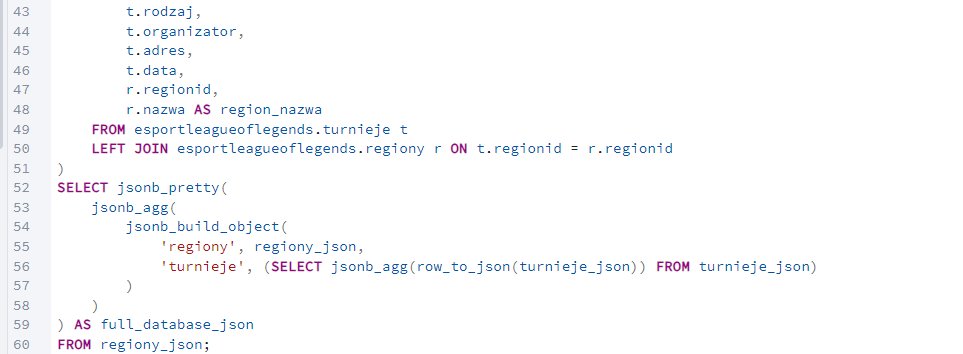 43 t.rodzaj,
44 t.organizator,
45 t.adres,
46 t.data,
47 r.regionid,
48 r.nazwa AS region_nazwa
49 FROM esportleagueoflegends.turnieje t
50 LEFT JOIN esportleagueoflegends.regiony r ON t.regionid = r.regionid
51 )
52 SELECT jsonb_pretty(
53 jsonb_agg(
54 jsonb_build_object(
55 'regiony', regiony_json,
56 'turnieje', (SELECT jsonb_agg(row_to_json(turnieje_json)) FROM turnieje_json)
57 )
58 )
59 ) AS full_database_json
60 FROM regiony_json;